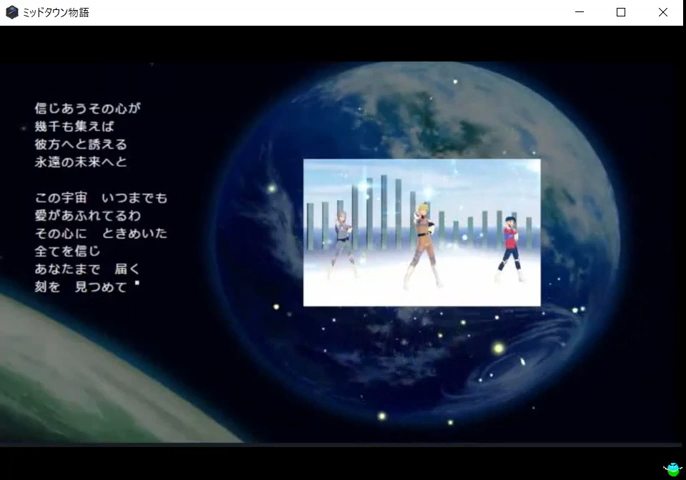 ミッドタウン物語
信じあうその心が
幾千も集えば
彼方へと誘える
永遠の未来へと
この宇宙　いつまでも
愛があふれてるわ
その心に　ときめいた
全てを信じ
あなたまで　届く
刻を　見つめて